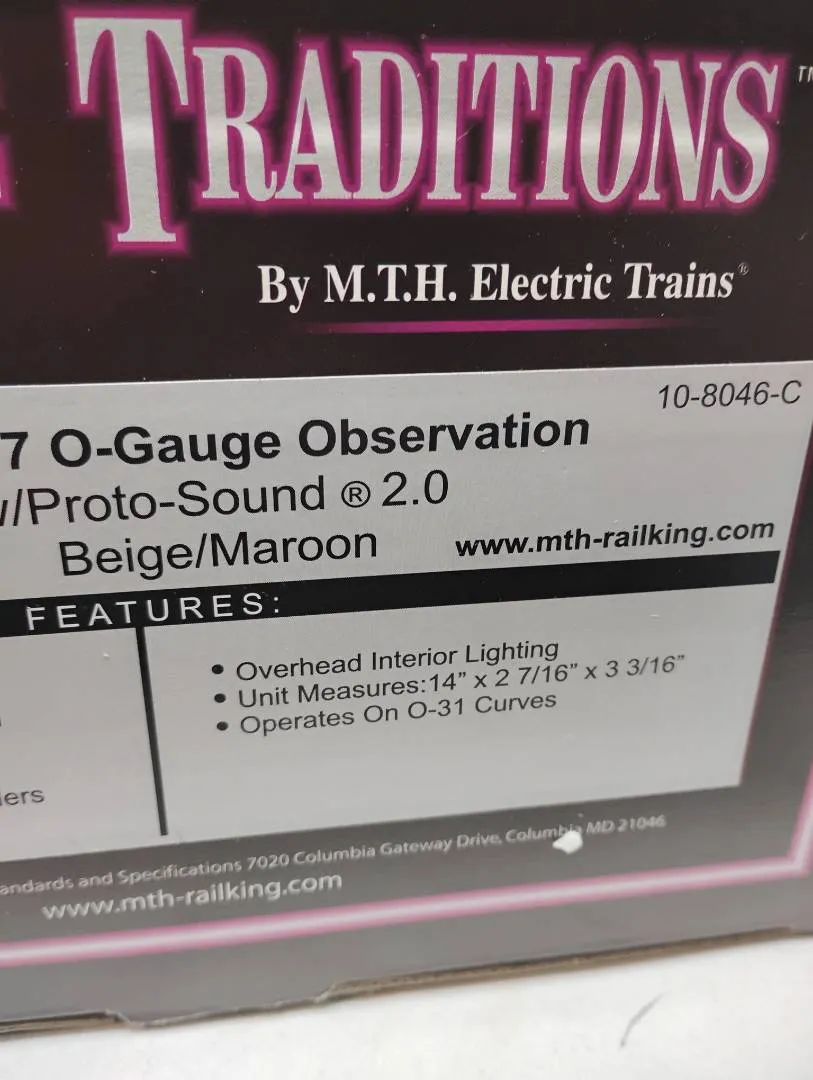 TRADITIONS ™
By M.T.H. Electric Trains®
10-8046-C
7 O-Gauge Observation
w/Proto-Sound ® 2.0
Beige/Maroon
www.mth-railking.com
FEATURES:
• Overhead Interior Lighting
• Unit Measures:14” x 2 7/16” x 3 3/16”
• Operates On O-31 Curves
iers
andards and Specifications 7020 Columbia Gateway Drive, Columbia MD 21046
www.mth-railking.com